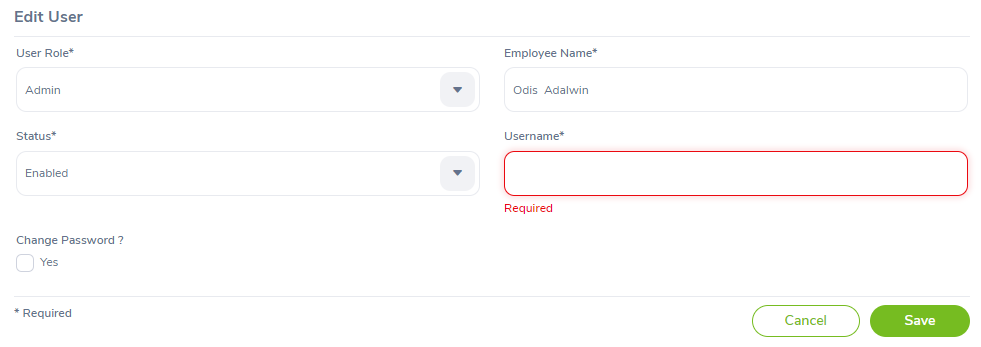 Edit User
User Role*
Employee Name*
Admin
Odis  Adalwin
Status*
Username*
Enabled
Required
Change Password ?
Yes
* Required
Cancel
Save